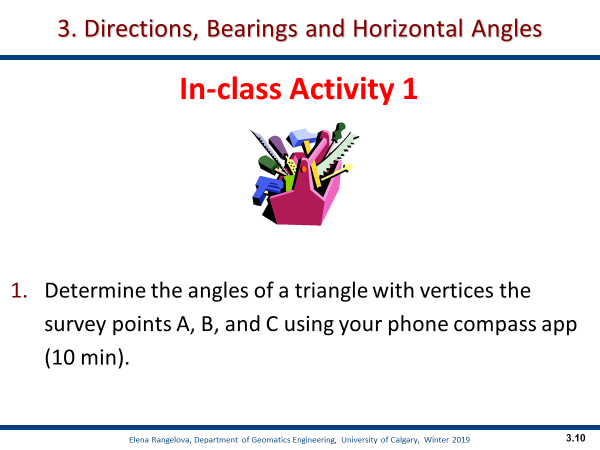 3. Directions, Bearings and Horizontal Angles
In-class Activity 1
1. Determine the angles of a triangle with vertices the
survey points A, B, and C using your phone compass app
(10 min).
Elena Rangelova, Department of Geomatics Engineering, University of Calgary, Winter 2019
3.10